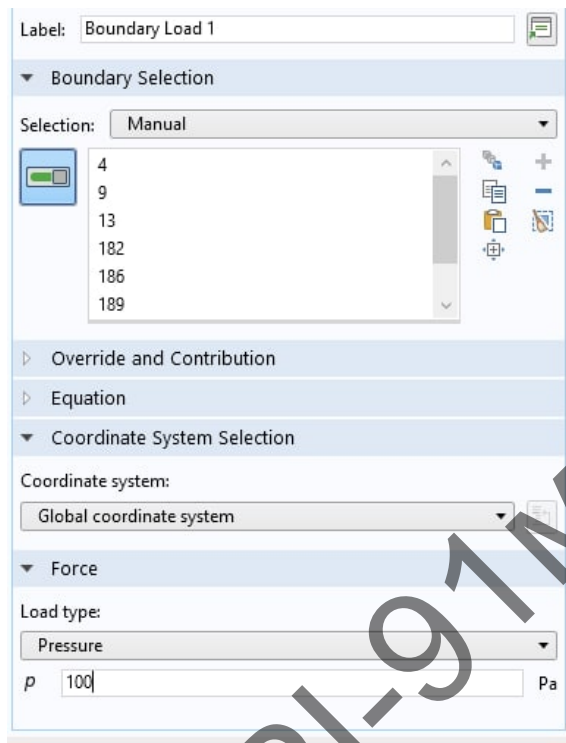 Label: Boundary Load 1
Boundary Selection
Selection: Manual
4
9
13
182
186
189
Override and Contribution
Equation
Coordinate System Selection
Coordinate system:
Global coordinate system
Force
Load type:
Pressure
p 100 Pa